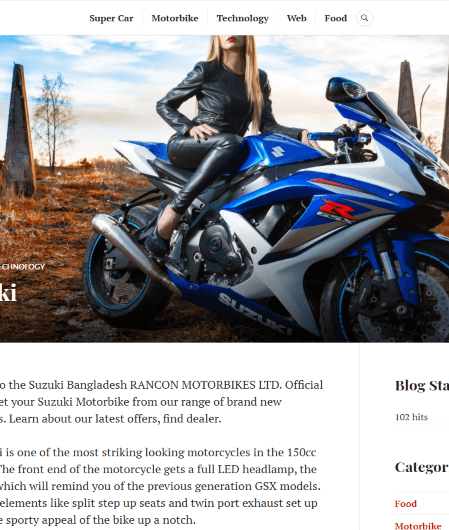 Super Car Motorbike Technology Web Food
R
SUZUKI
ECHNOLOGY
ki
o the Suzuki Bangladesh RANCON MOTORBIKES LTD. Official
et your Suzuki Motorbike from our range of brand new
s. Learn about our latest offers, find dealer.
i is one of the most striking looking motorcycles in the 150cc
The front end of the motorcycle gets a full LED headlamp, the
which will remind you of the previous generation GSX models.
elements like split step up seats and twin port exhaust set up
e sporty appeal of the bike up a notch.
Blog Sta
102 hits
Categor
Food
Motorbike